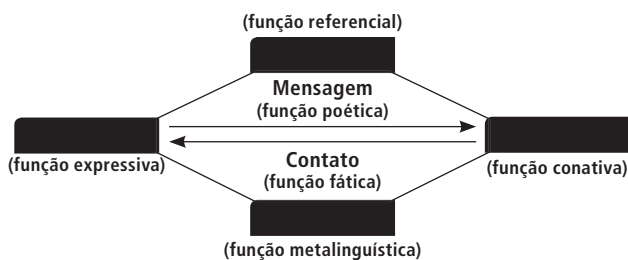 (função referencial)
Mensagem
(função poética)
(função expressiva)
Contato
(função fática)
(função conativa)
(função metalinguística)